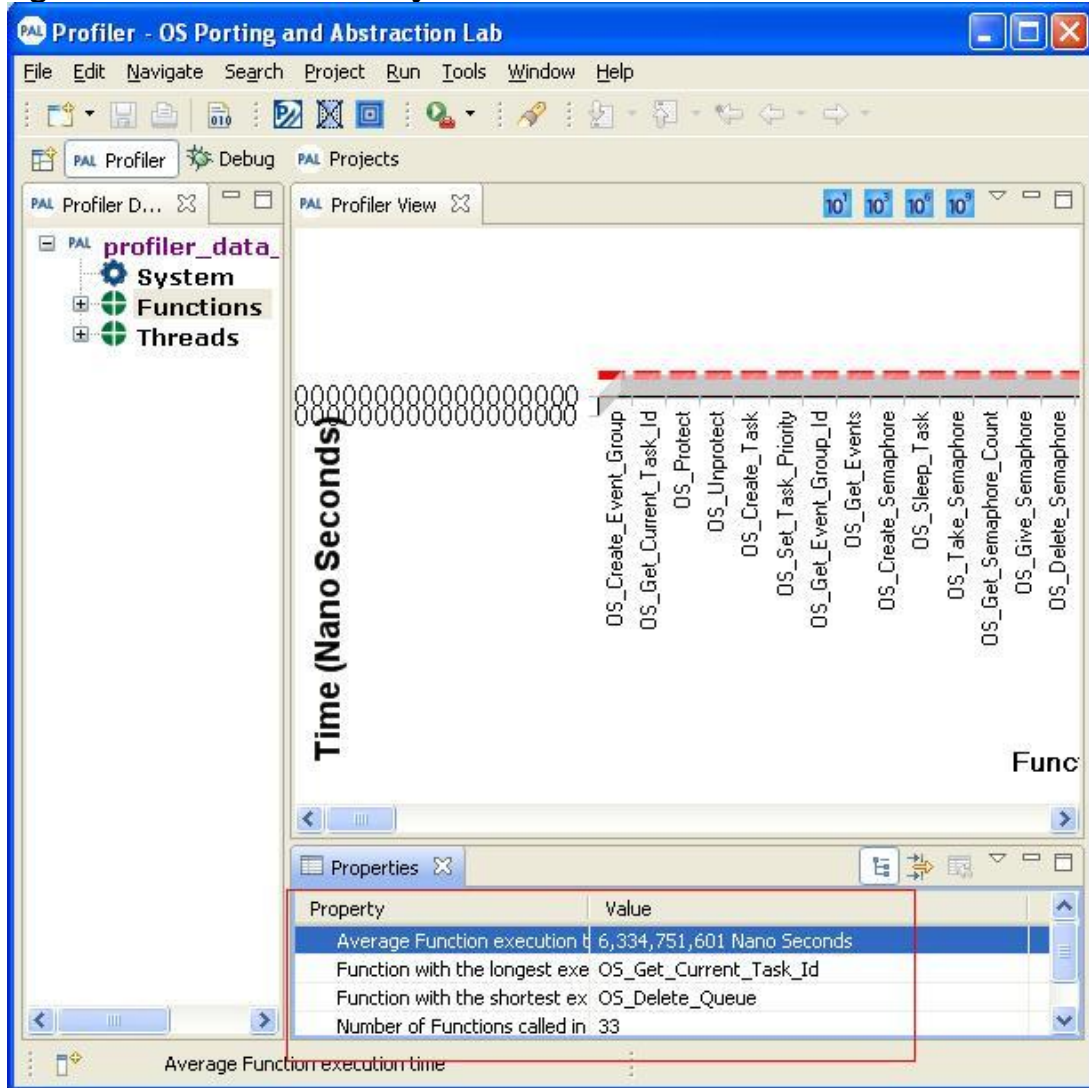 PAL Profiler - OS Porting and Abstraction Lab
File Edit Navigate Search Project Run Tools Window Help
010
PAL Profiler Debug PAL Projects
PAL Profiler D...
PAL Profiler View
10¹ 10³ 10⁶ 10⁹
PAL profiler_data_
System
Functions
Threads
Time (Nano Seconds)
OS_Create_Event_Group
OS_Get_Current_Task_Id
OS_Protect
OS_Unprotect
OS_Create_Task
OS_Set_Task_Priority
OS_Get_Event_Group_Id
OS_Get_Events
OS_Create_Semaphore
OS_Sleep_Task
OS_Take_Semaphore
OS_Get_Semaphore_Count
OS_Give_Semaphore
OS_Delete_Semaphore
Func
Properties
Property Value
Average Function execution t 6,334,751,601 Nano Seconds
Function with the longest exe OS_Get_Current_Task_Id
Function with the shortest ex OS_Delete_Queue
Number of Functions called in 33
Average Function execution time